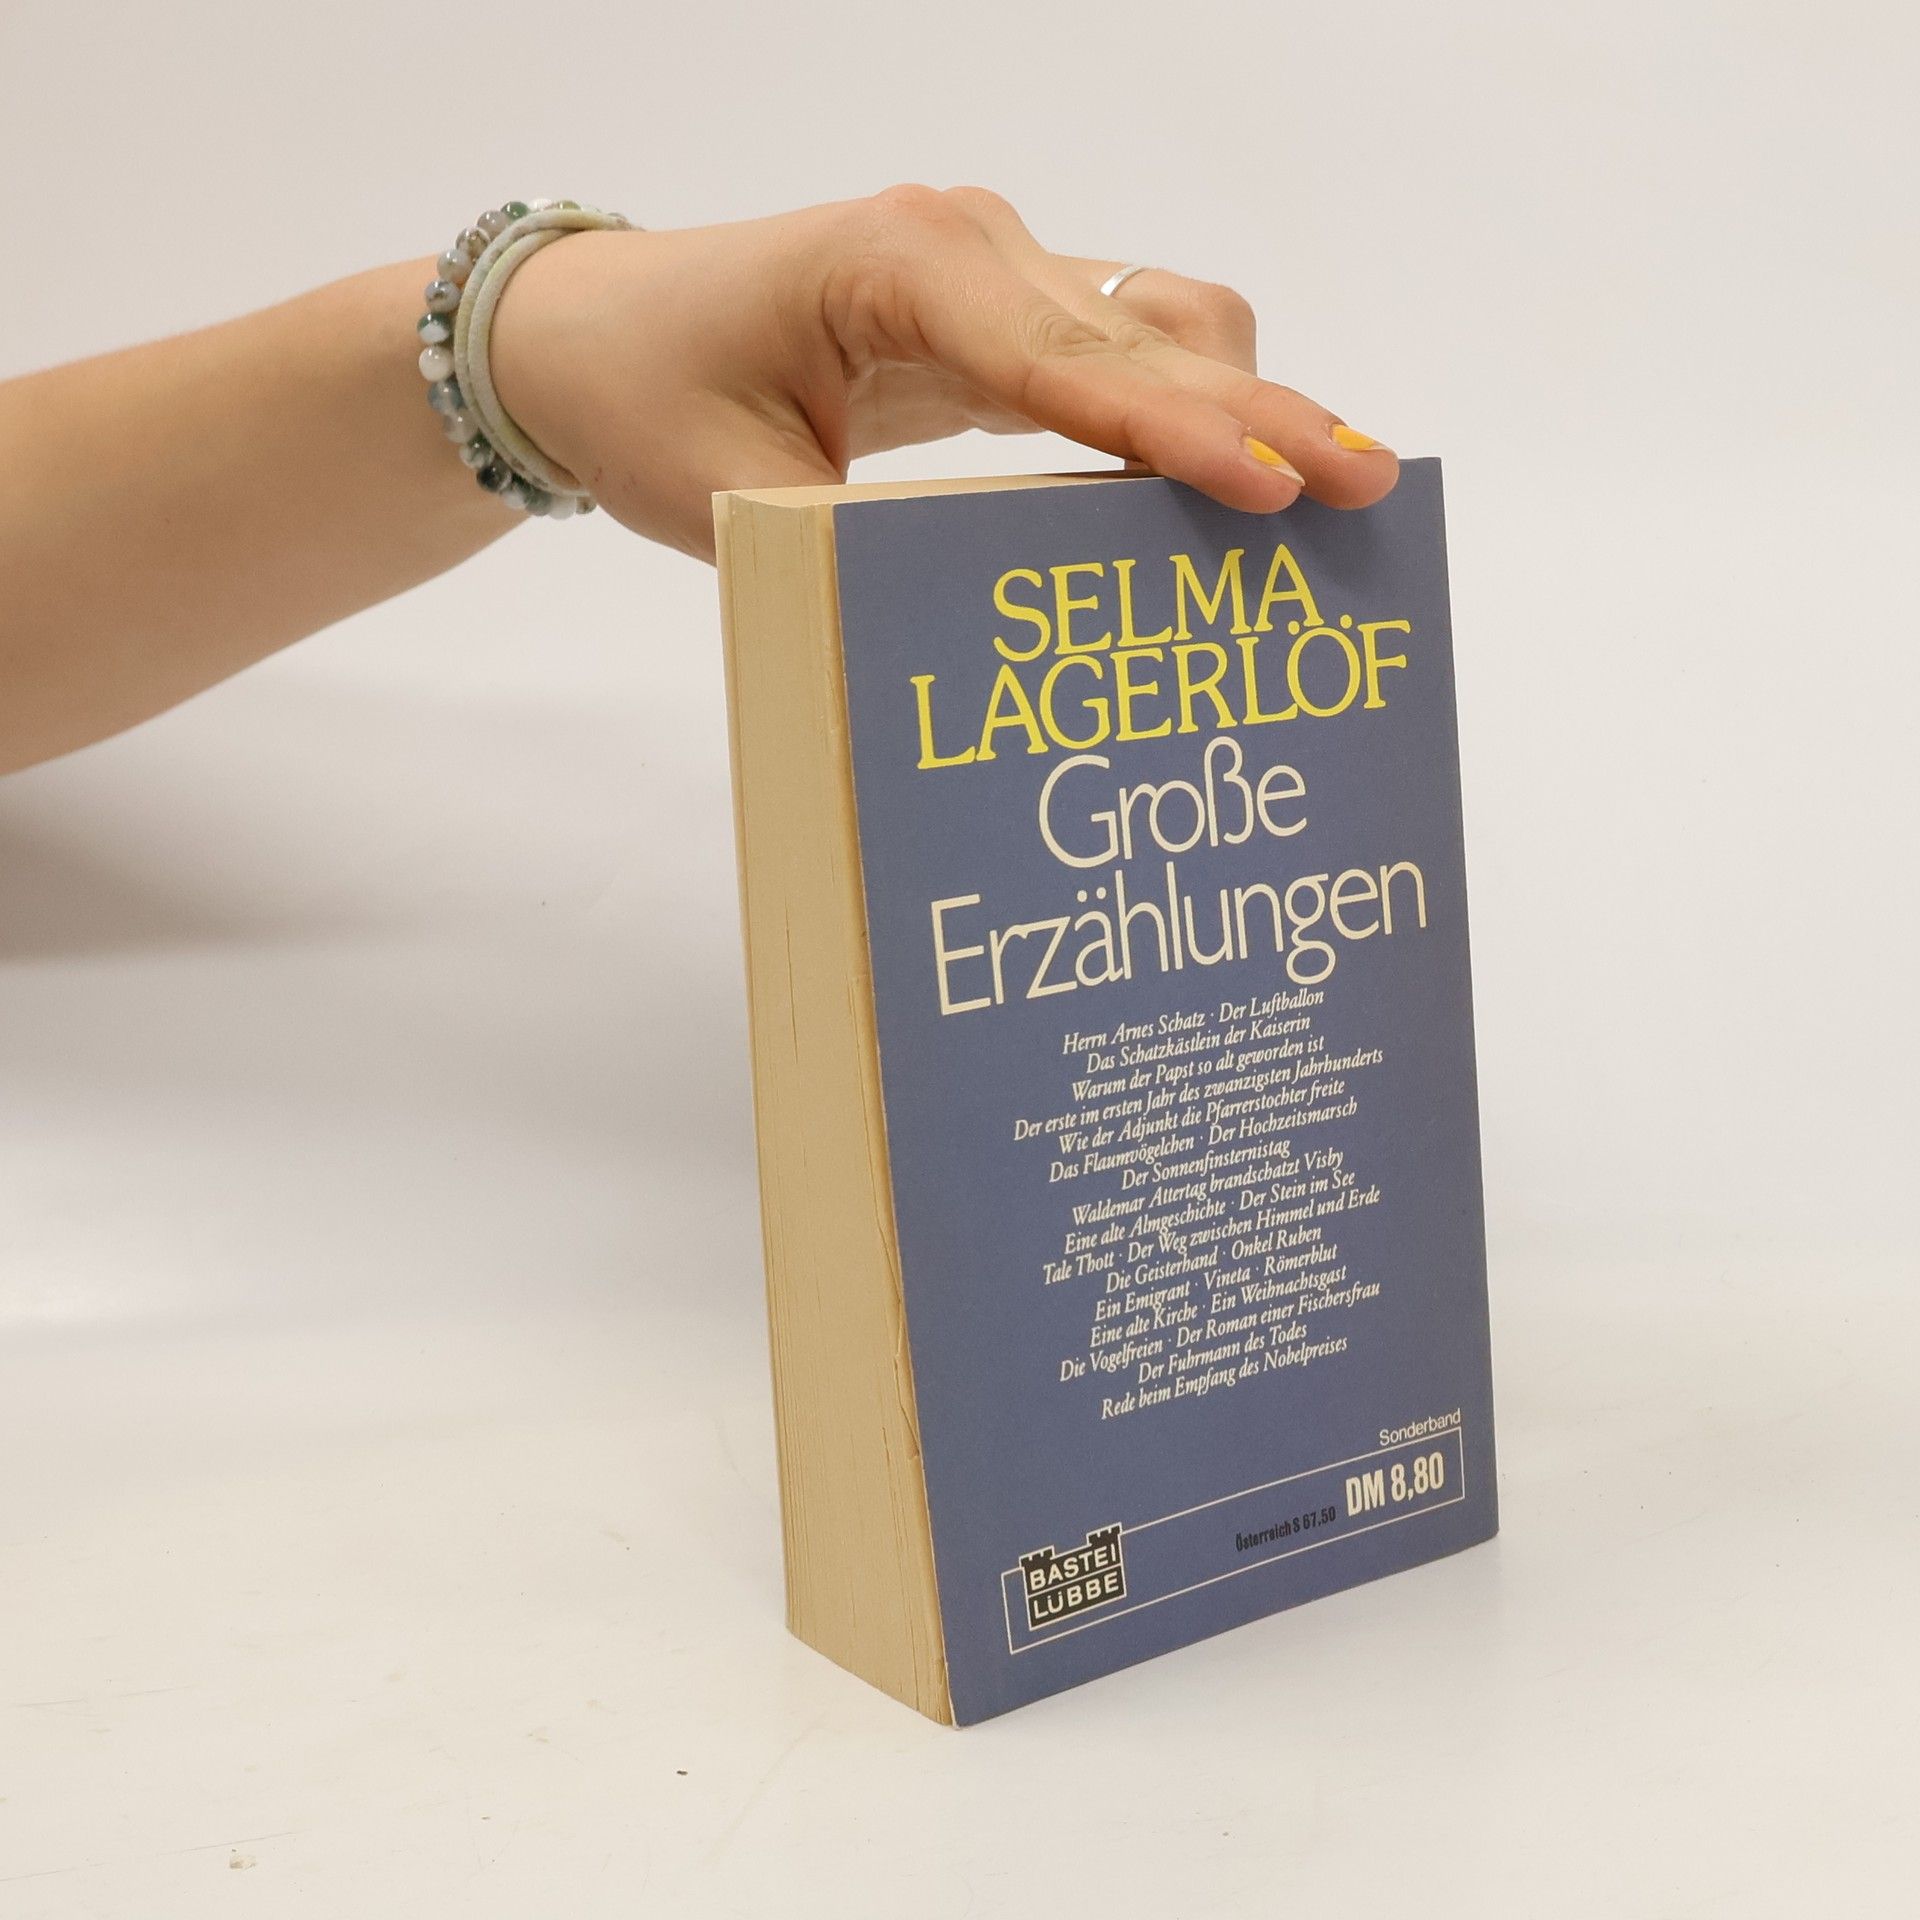 SELMA
LAGERLÖF
Große
Erzählungen
Herrn Arnes Schatz · Der Luftballon
Das Schatzkästlein der Kaiserin
Warum der Papst so alt geworden ist
Der erste im ersten Jahr des zwanzigsten Jahrhunderts
Wie der Adjunkt die Pfarrerstochter freite
Das Flaumvögelchen · Der Hochzeitsmarsch
Der Sonnenfinsternistag
Waldemar Attertag brandschatzt Visby
Eine alte Almgeschichte · Der Stein im See
Tale Thott · Der Weg zwischen Himmel und Erde
Die Geisterhand · Onkel Ruben
Ein Emigrant · Vineta · Römerblut
Eine alte Kirche · Ein Weihnachtsgast
Die Vogelfreien · Der Roman einer Fischersfrau
Der Fuhrmann des Todes
Rede beim Empfang des Nobelpreises
Sonderband
Österreich S 67,50 DM 8,80
BASTEI
LÜBBE